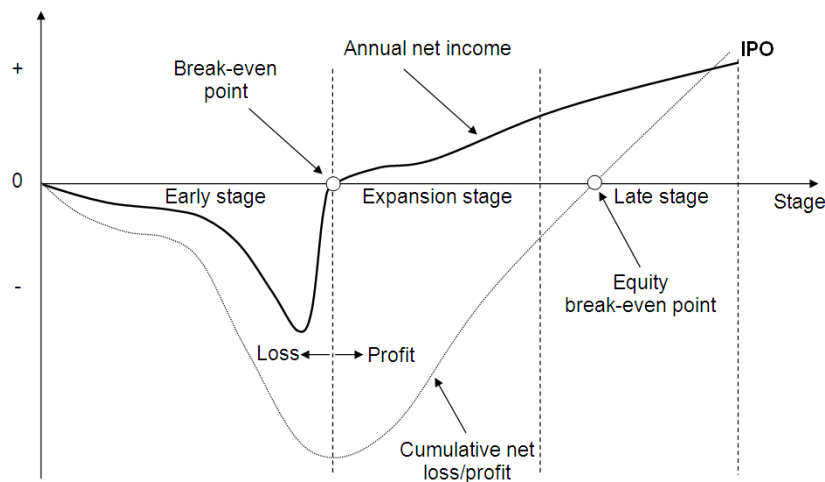 IPO
Annual net income
+
Break-even
point
0
Early stage
Expansion stage
Late stage
Stage
-
Equity
break-even point
Loss
Profit
Cumulative net
loss/profit